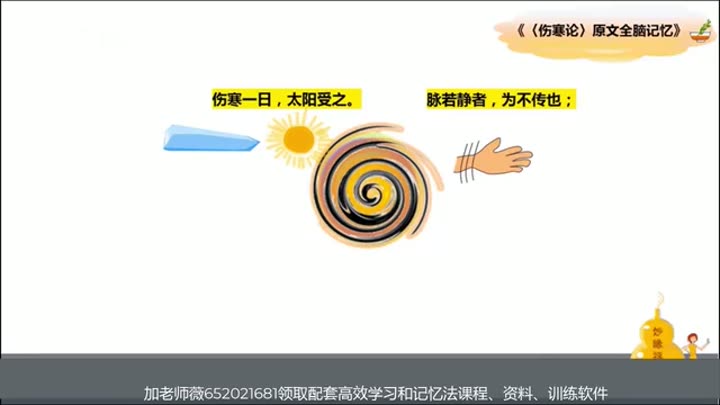 《〈伤寒论〉原文全脑记忆》
伤寒一日，太阳受之。
脉若静者，为不传也；
加老师薇652021681领取配套高效学习和记忆法课程、资料、训练软件